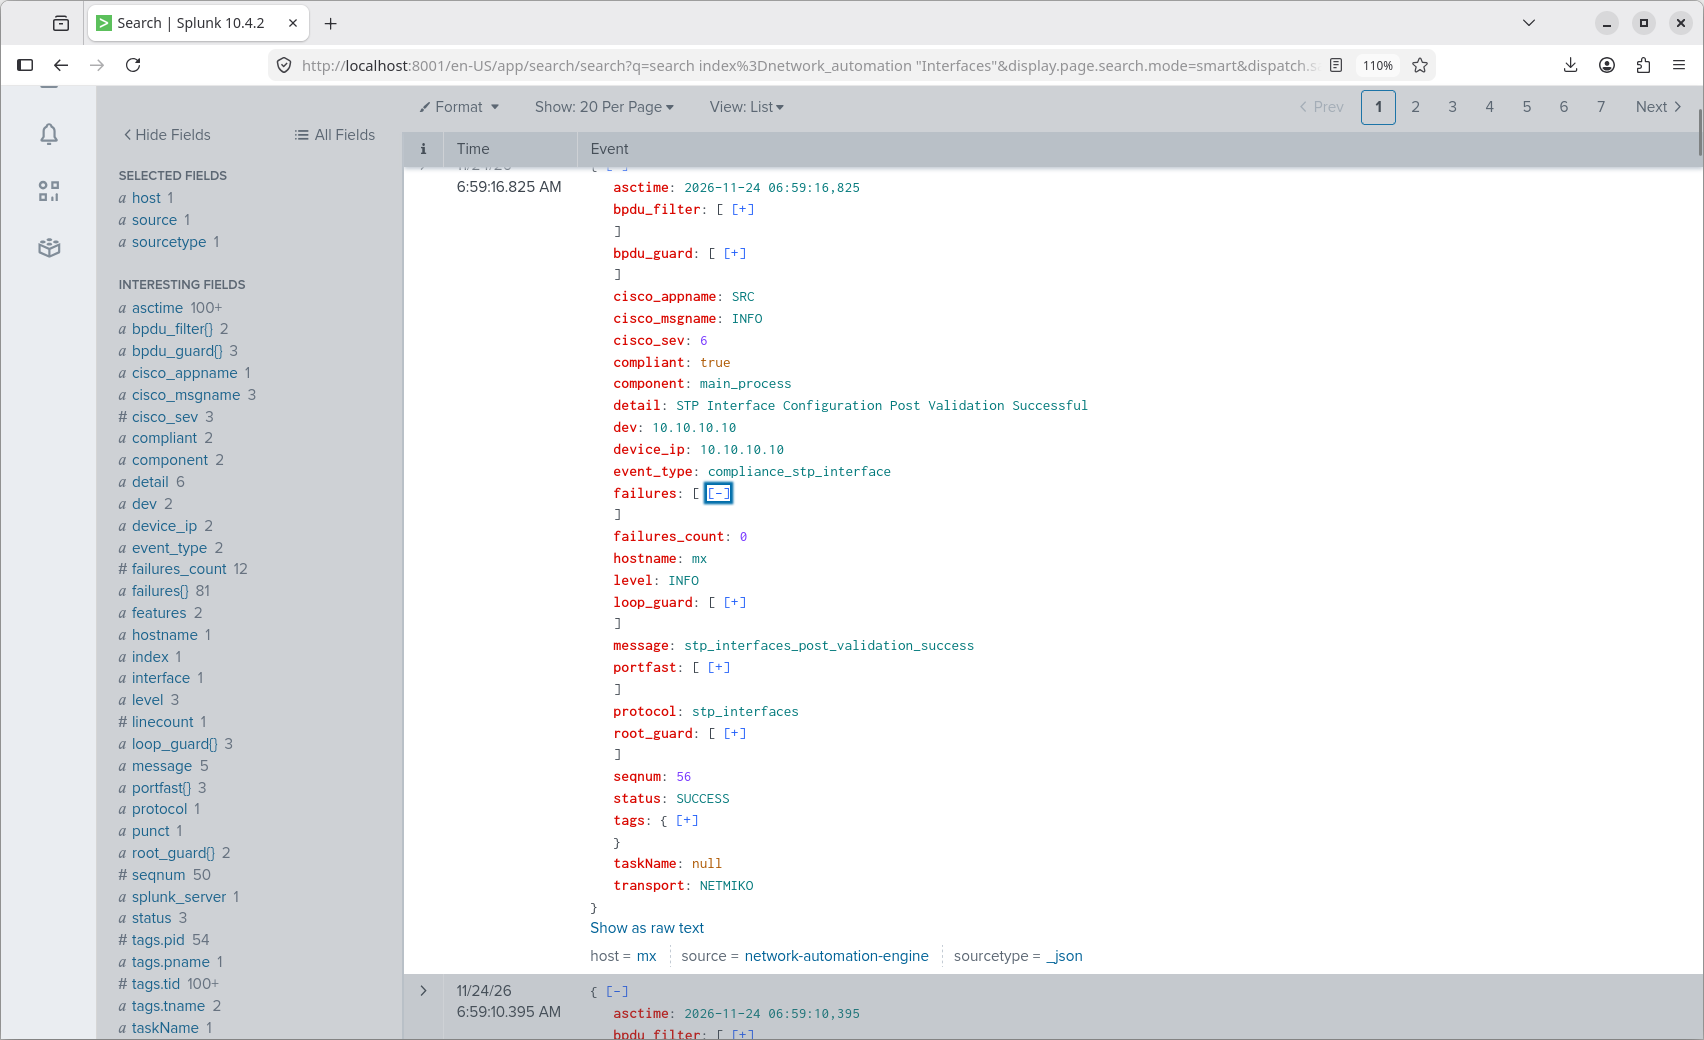 Search | Splunk 10.4.2
http://localhost:8001/en-US/app/search/search?q=search index%3Dnetwork_automation "Interfaces"&display.page.search.mode=smart&dispatch.s
110%
Format
Show: 20 Per Page
View: List
Prev 1 2 3 4 5 6 7 Next
Hide Fields
All Fields
i Time Event
SELECTED FIELDS
a host 1
a source 1
a sourcetype 1
INTERESTING FIELDS
a asctime 100+
a bpdu_filter{} 2
a bpdu_guard{} 3
a cisco_appname 1
a cisco_msgname 3
# cisco_sev 3
a compliant 2
a component 2
a detail 6
a dev 2
a device_ip 2
a event_type 2
# failures_count 12
a failures{} 81
a features 2
a hostname 1
a index 1
a interface 1
a level 3
# linecount 1
a loop_guard{} 3
a message 5
a portfast{} 3
a protocol 1
a punct 1
a root_guard{} 2
# seqnum 50
a splunk_server 1
a status 3
# tags.pid 54
a tags.pname 1
# tags.tid 100+
a tags.tname 2
a taskName 1
11/24/26
6:59:16.825 AM
{ [-]
asctime: 2026-11-24 06:59:16,825
bpdu_filter: [ [+]
]
bpdu_guard: [ [+]
]
cisco_appname: SRC
cisco_msgname: INFO
cisco_sev: 6
compliant: true
component: main_process
detail: STP Interface Configuration Post Validation Successful
dev: 10.10.10.10
device_ip: 10.10.10.10
event_type: compliance_stp_interface
failures: [ [-]
]
failures_count: 0
hostname: mx
level: INFO
loop_guard: [ [+]
]
message: stp_interfaces_post_validation_success
portfast: [ [+]
]
protocol: stp_interfaces
root_guard: [ [+]
]
seqnum: 56
status: SUCCESS
tags: { [+]
}
taskName: null
transport: NETMIKO
}
Show as raw text
host = mx source = network-automation-engine sourcetype = _json
11/24/26
6:59:10.395 AM
{ [-]
asctime: 2026-11-24 06:59:10,395
bpdu_filter: [ [+]